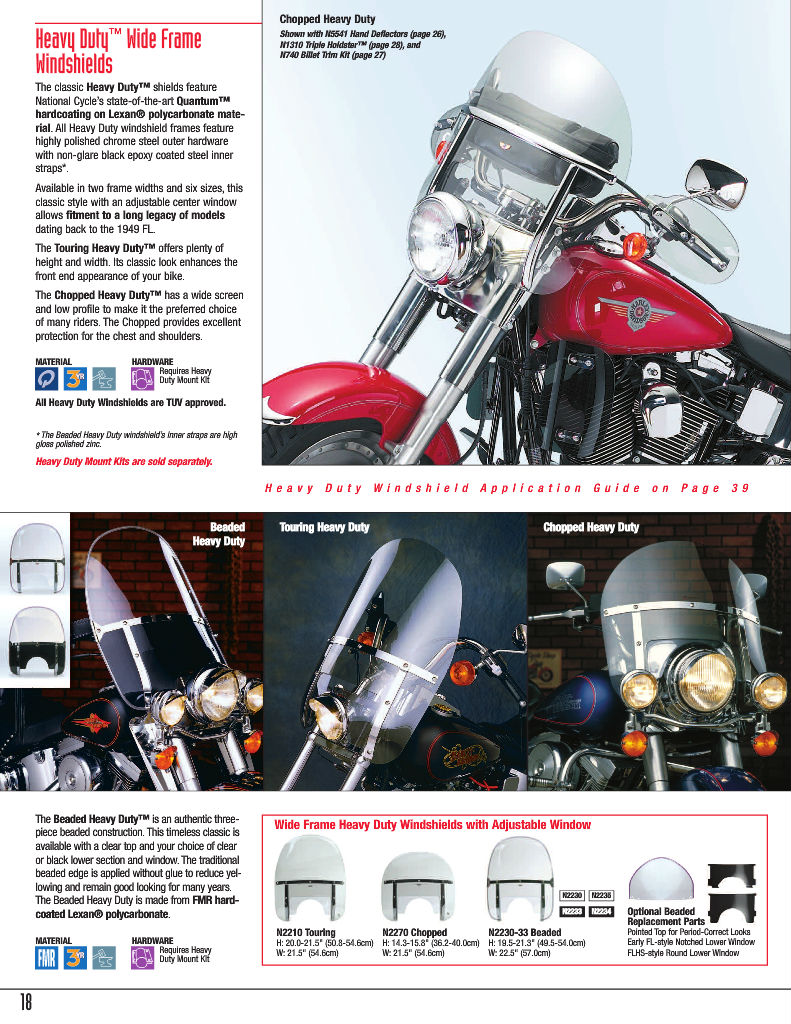 Heavy Duty™ Wide Frame
Windshields
The classic Heavy Duty™ shields feature
National Cycle's state-of-the-art Quantum™
hardcoating on Lexan® polycarbonate mate-
rial. All Heavy Duty windshield frames feature
highly polished chrome steel outer hardware
with non-glare black epoxy coated steel inner
straps*.
Available in two frame widths and six sizes, this
classic style with an adjustable center window
allows fitment to a long legacy of models
dating back to the 1949 FL.
The Touring Heavy Duty™ offers plenty of
height and width. Its classic look enhances the
front end appearance of your bike.
The Chopped Heavy Duty™ has a wide screen
and low profile to make it the preferred choice
of many riders. The Chopped provides excellent
protection for the chest and shoulders.
MATERIAL
3YR
HARDWARE
Requires Heavy
Duty Mount Kit
All Heavy Duty Windshields are TUV approved.
* The Beaded Heavy Duty windshield's inner straps are high
gloss polished zinc.
Heavy Duty Mount Kits are sold separately.
Chopped Heavy Duty
Shown with N5541 Hand Deflectors (page 26),
N1310 Triple Holdster™ (page 28), and
N740 Billet Trim Kit (page 27)
Heavy Duty Windshield Application Guide on Page 39
Beaded
Heavy Duty
Touring Heavy Duty
Chopped Heavy Duty
The Beaded Heavy Duty™ is an authentic three-
piece beaded construction. This timeless classic is
available with a clear top and your choice of clear
or black lower section and window. The traditional
beaded edge is applied without glue to reduce yel-
lowing and remain good looking for many years.
The Beaded Heavy Duty is made from FMR hard-
coated Lexan® polycarbonate.
MATERIAL
FMR
3YR
HARDWARE
Requires Heavy
Duty Mount Kit
Wide Frame Heavy Duty Windshields with Adjustable Window
N2210 Touring
H: 20.0-21.5" (50.8-54.6cm)
W: 21.5" (54.6cm)
N2270 Chopped
H: 14.3-15.8" (36.2-40.0cm)
W: 21.5" (54.6cm)
N2230-33 Beaded
H: 19.5-21.3" (49.5-54.0cm)
W: 22.5" (57.0cm)
N2230
N2235
N2233
N2234
Optional Beaded
Replacement Parts
Pointed Top for Period-Correct Looks
Early FL-style Notched Lower Window
FLHS-style Round Lower Window
18